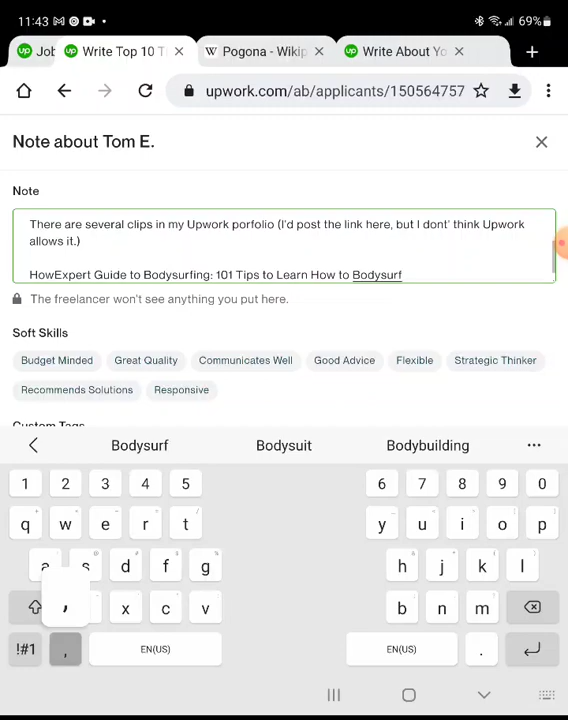 11:43 69%
Job Write Top 10 T Pogona - Wikip Write About Yo
upwork.com/ab/applicants/150564757
Note about Tom E.
Note
There are several clips in my Upwork porfolio (I'd post the link here, but I dont' think Upwork
allows it.)
HowExpert Guide to Bodysurfing: 101 Tips to Learn How to Bodysurf
The freelancer won't see anything you put here.
Soft Skills
Budget Minded Great Quality Communicates Well Good Advice Flexible Strategic Thinker
Recommends Solutions Responsive
Custom Tags
Bodysurf Bodysuit Bodybuilding
1 2 3 4 5 6 7 8 9 0
q w e r t y u i o p
a s d f g h j k l
, x c v b n m
!#1 , EN(US) EN(US) .